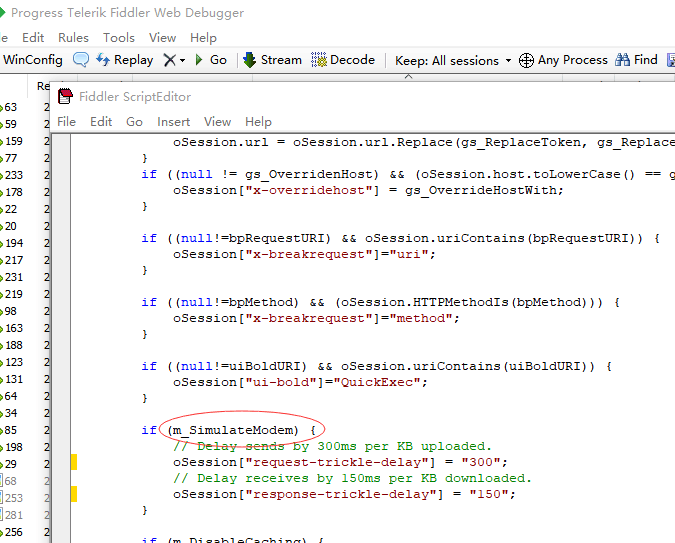 Progress Telerik Fiddler Web Debugger
Edit Rules Tools View Help
WinConfig Replay Go Stream Decode Keep: All sessions Any Process Find
Fiddler ScriptEditor
File Edit Go Insert View Help
63
59
159
77
233
178
22
20
194
217
231
219
98
163
188
123
131
64
34
85
198
29
68
253
281
256
oSession.url = oSession.url.Replace(gs_ReplaceToken, gs_Replace
}
if ((null != gs_OverridenHost) && (oSession.host.toLowerCase() == g
oSession["x-overridehost"] = gs_OverrideHostWith;
}
if ((null!=bpRequestURI) && oSession.uriContains(bpRequestURI)) {
oSession["x-breakrequest"]="uri";
}
if ((null!=bpMethod) && (oSession.HTTPMethodIs(bpMethod))) {
oSession["x-breakrequest"]="method";
}
if ((null!=uiBoldURI) && oSession.uriContains(uiBoldURI)) {
oSession["ui-bold"]="QuickExec";
}
if (m_SimulateModem) {
// Delay sends by 300ms per KB uploaded.
oSession["request-trickle-delay"] = "300";
// Delay receives by 150ms per KB downloaded.
oSession["response-trickle-delay"] = "150";
}
if (m_DisableCaching) {